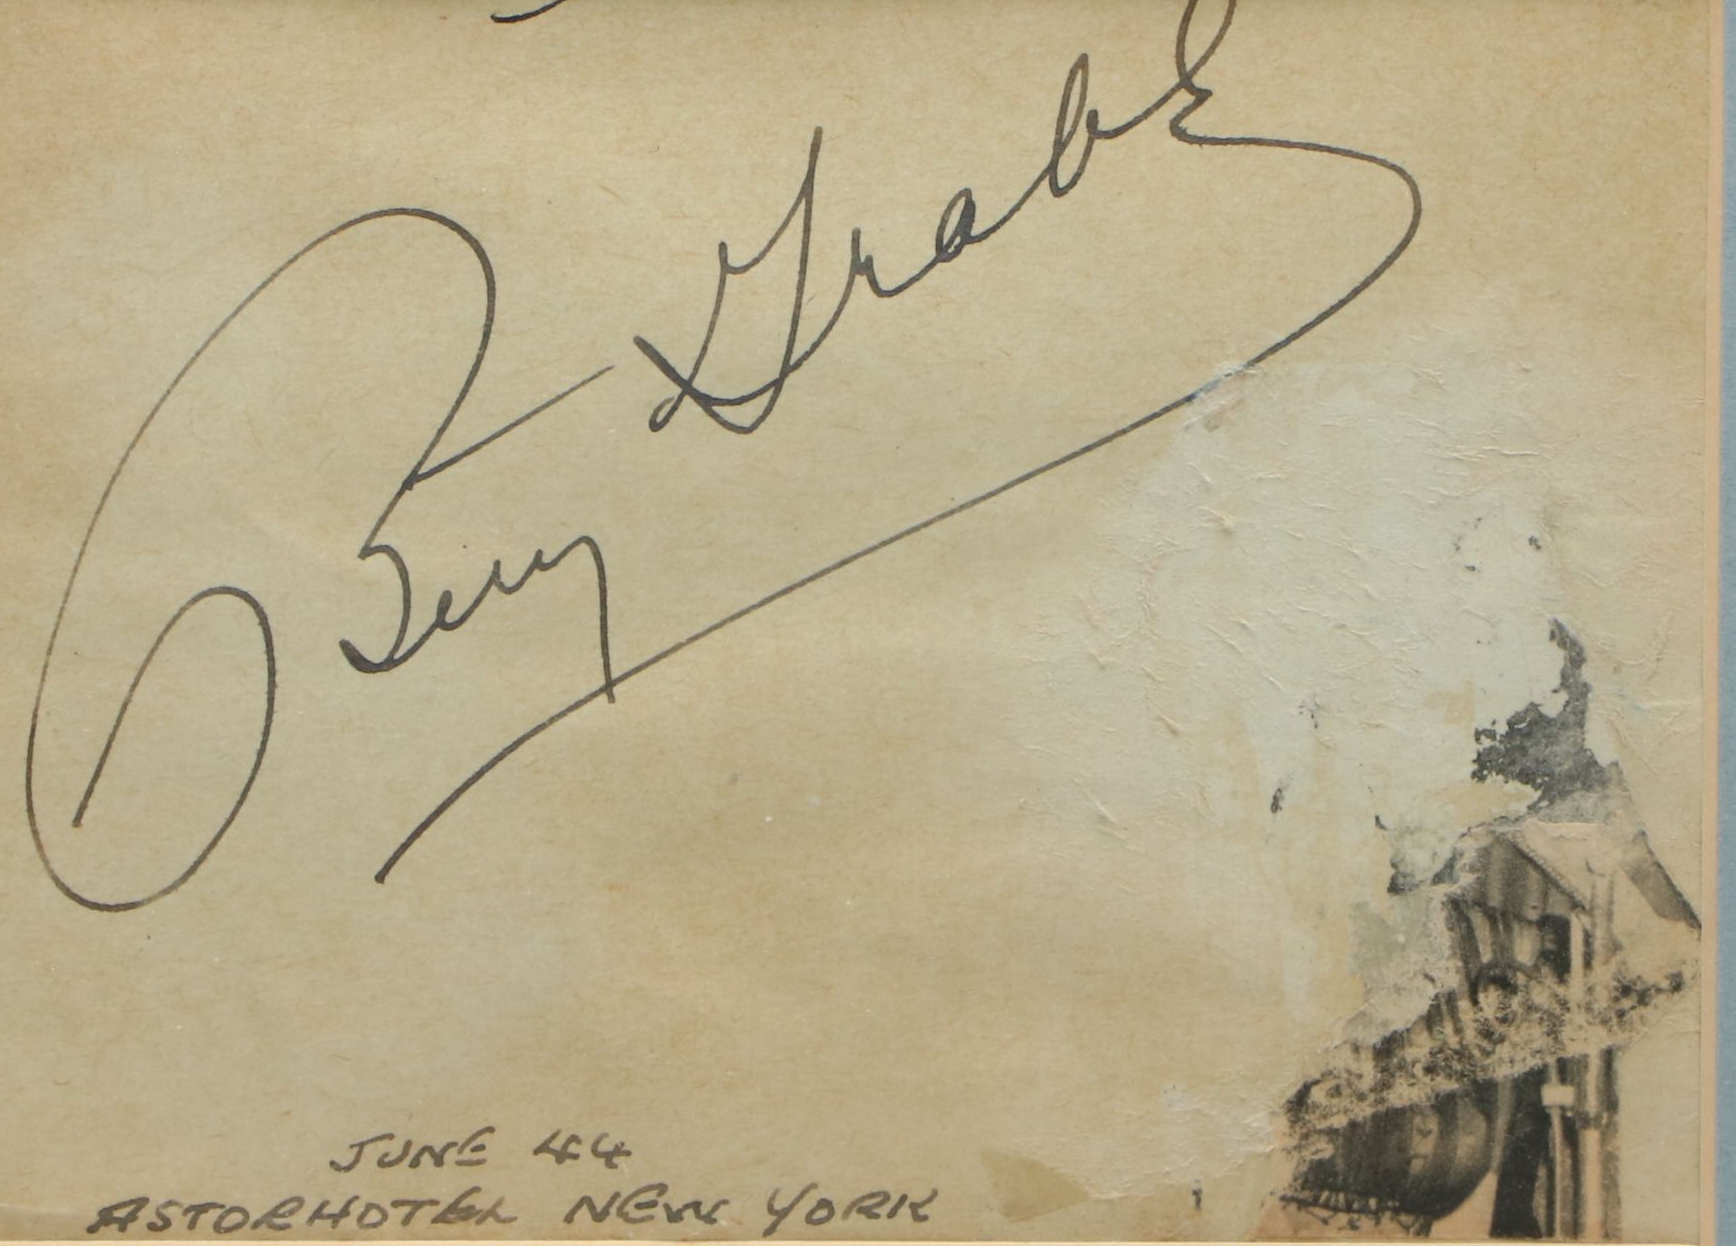 Betty Grable
JUNE 44
ASTORHOTEL NEW YORK